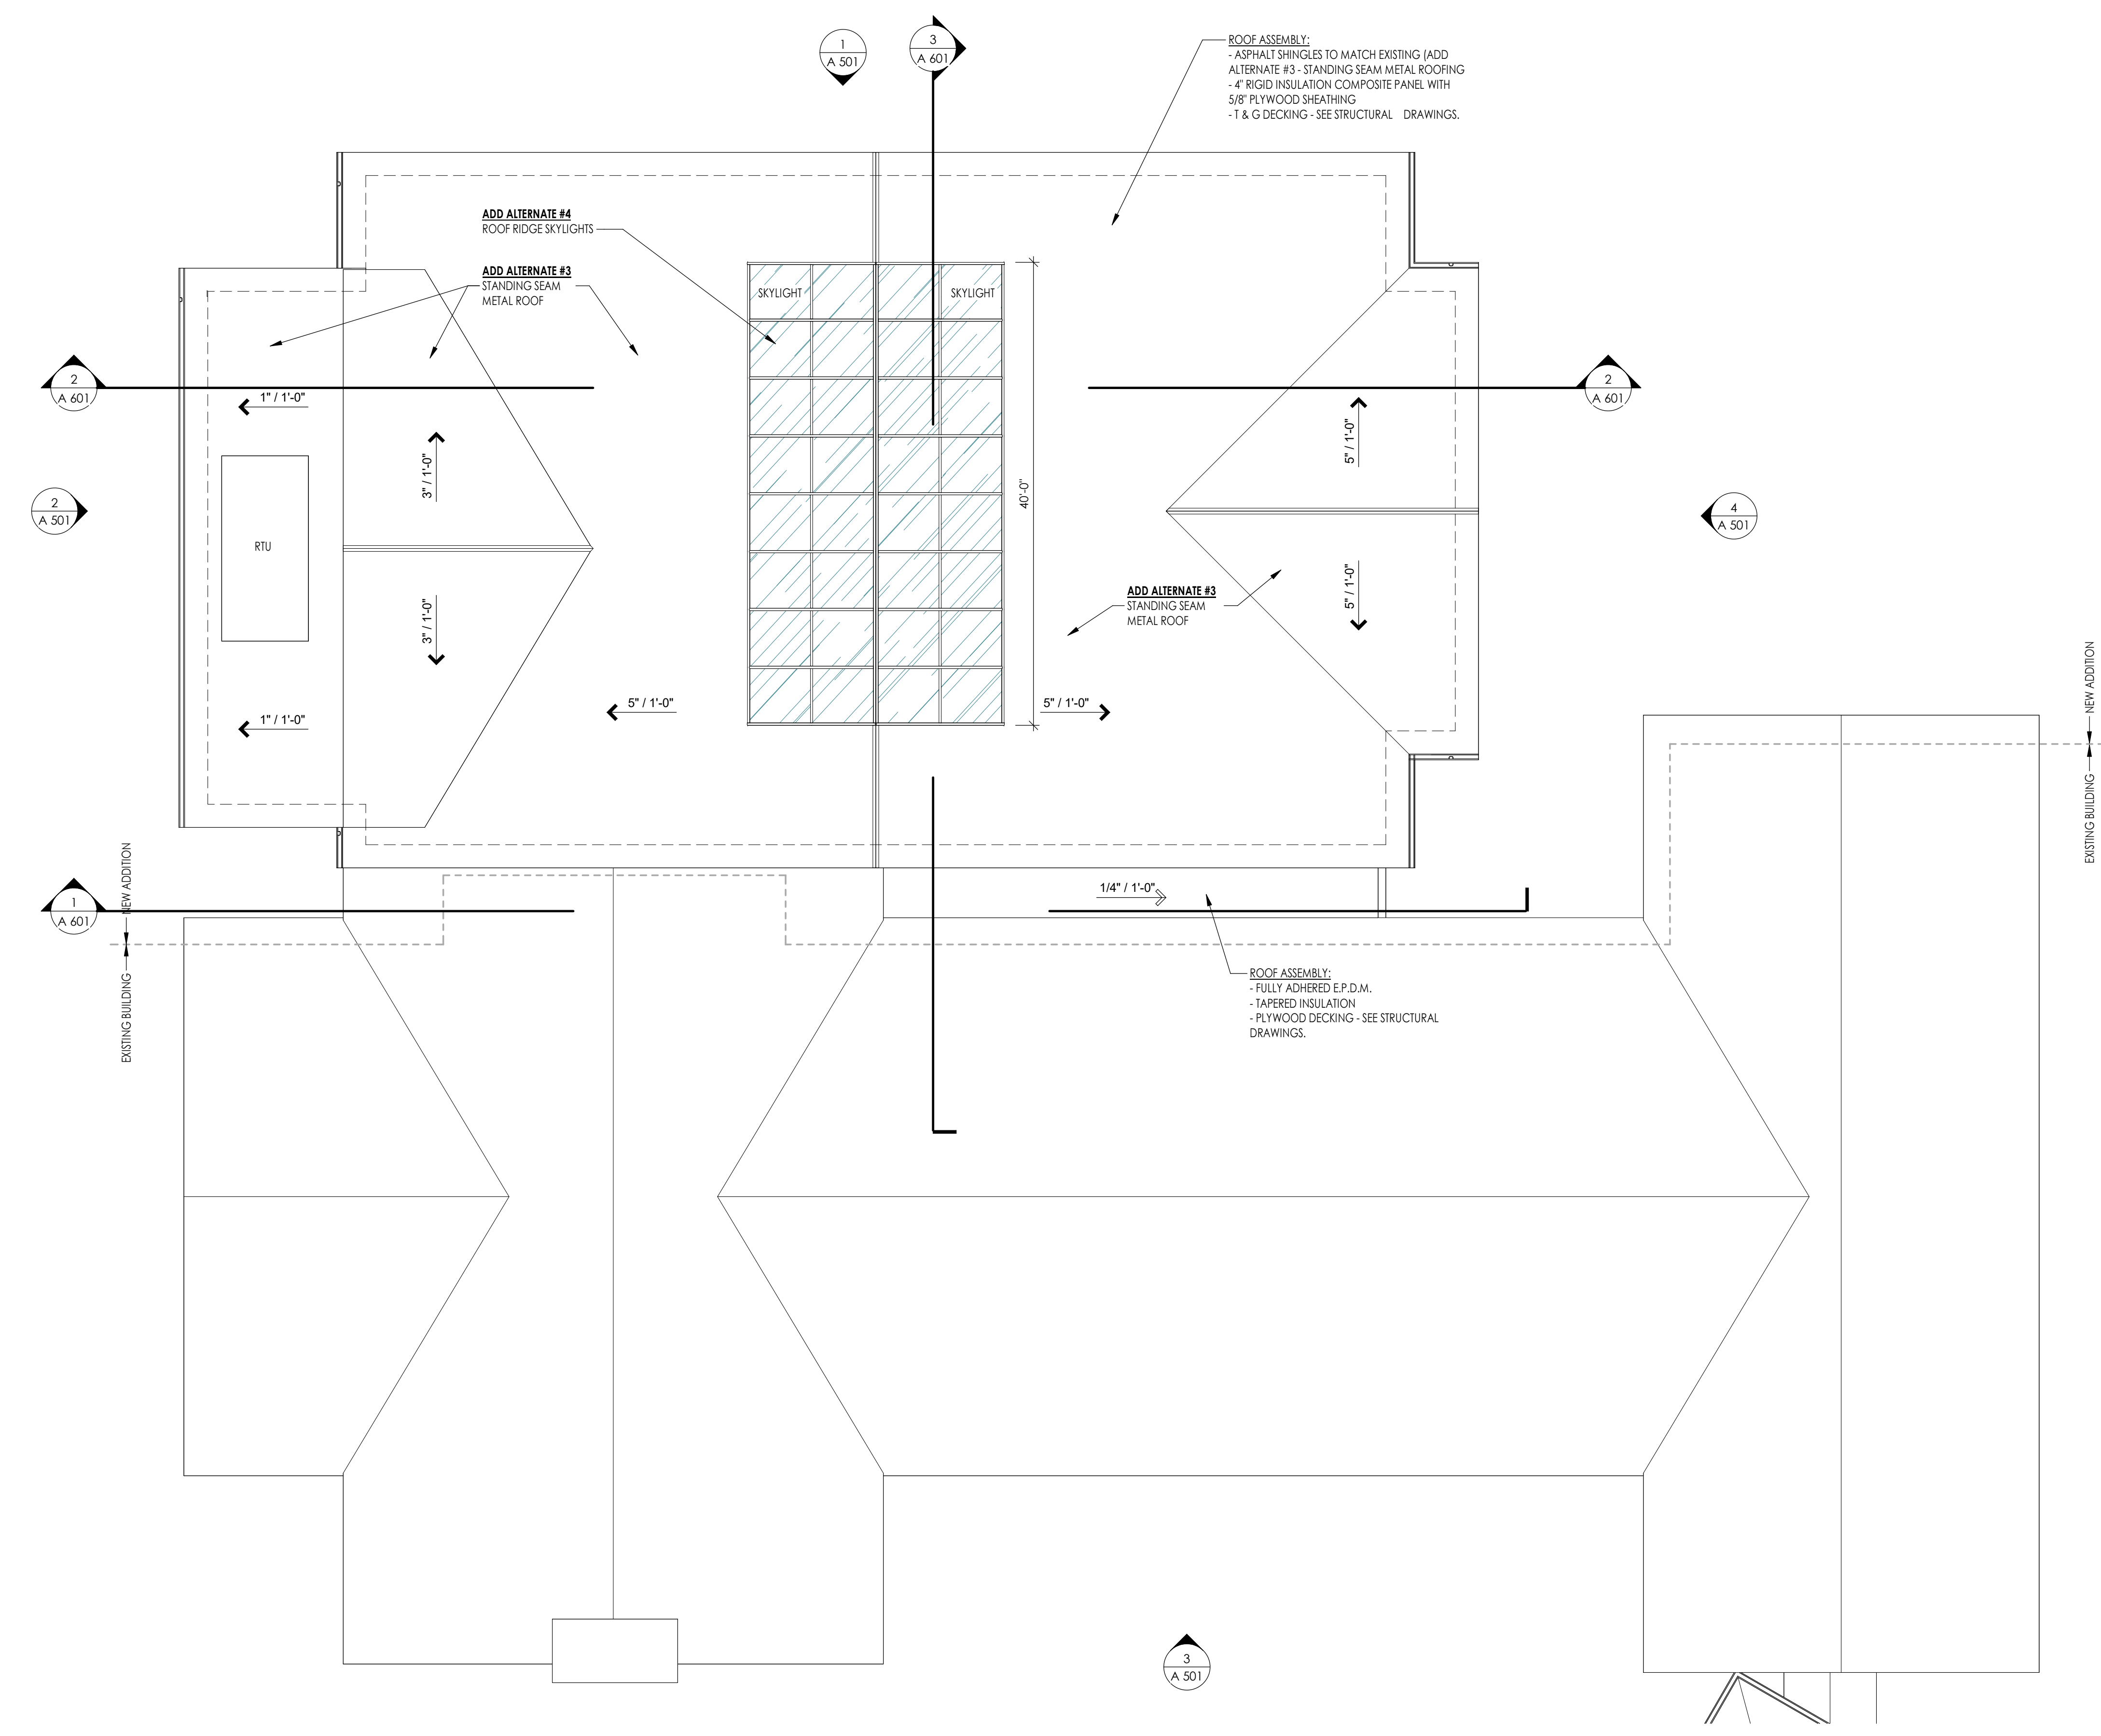 1
A 501
3
A 601
ROOF ASSEMBLY:
- ASPHALT SHINGLES TO MATCH EXISTING (ADD
ALTERNATE #3 - STANDING SEAM METAL ROOFING
- 4" RIGID INSULATION COMPOSITE PANEL WITH
5/8" PLYWOOD SHEATHING
- T & G DECKING - SEE STRUCTURAL DRAWINGS.
ADD ALTERNATE #4
ROOF RIDGE SKYLIGHTS
ADD ALTERNATE #3
STANDING SEAM
METAL ROOF
SKYLIGHT
SKYLIGHT
2
A 601
2
A 601
1" / 1'-0"
3" / 1'-0"
5" / 1'-0"
40'-0"
2
A 501
4
A 501
RTU
3" / 1'-0"
5" / 1'-0"
ADD ALTERNATE #3
STANDING SEAM
METAL ROOF
1" / 1'-0"
5" / 1'-0"
5" / 1'-0"
NEW ADDITION
EXISTING BUILDING
NEW ADDITION
EXISTING BUILDING
1
A 601
1/4" / 1'-0"
ROOF ASSEMBLY:
- FULLY ADHERED E.P.D.M.
- TAPERED INSULATION
- PLYWOOD DECKING - SEE STRUCTURAL
DRAWINGS.
3
A 501